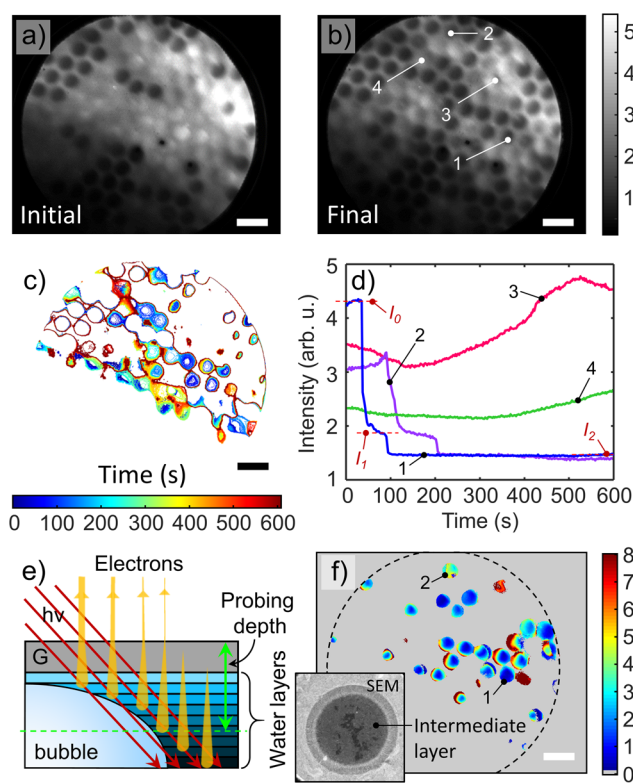 a)
Initial
b)
2
4
3
1
Final
5
4
3
2
1
c)
Time (s)
0 100 200 300 400 500 600
d)
Intensity (arb. u.)
5
4
3
2
1
I0
3
2
4
I1
1
I2
0 100 200 300 400 500 600
Time (s)
e)
Electrons
hν
Probing
depth
G
Water layers
bubble
f)
2
1
SEM
Intermediate
layer
8
7
6
5
4
3
2
1
0